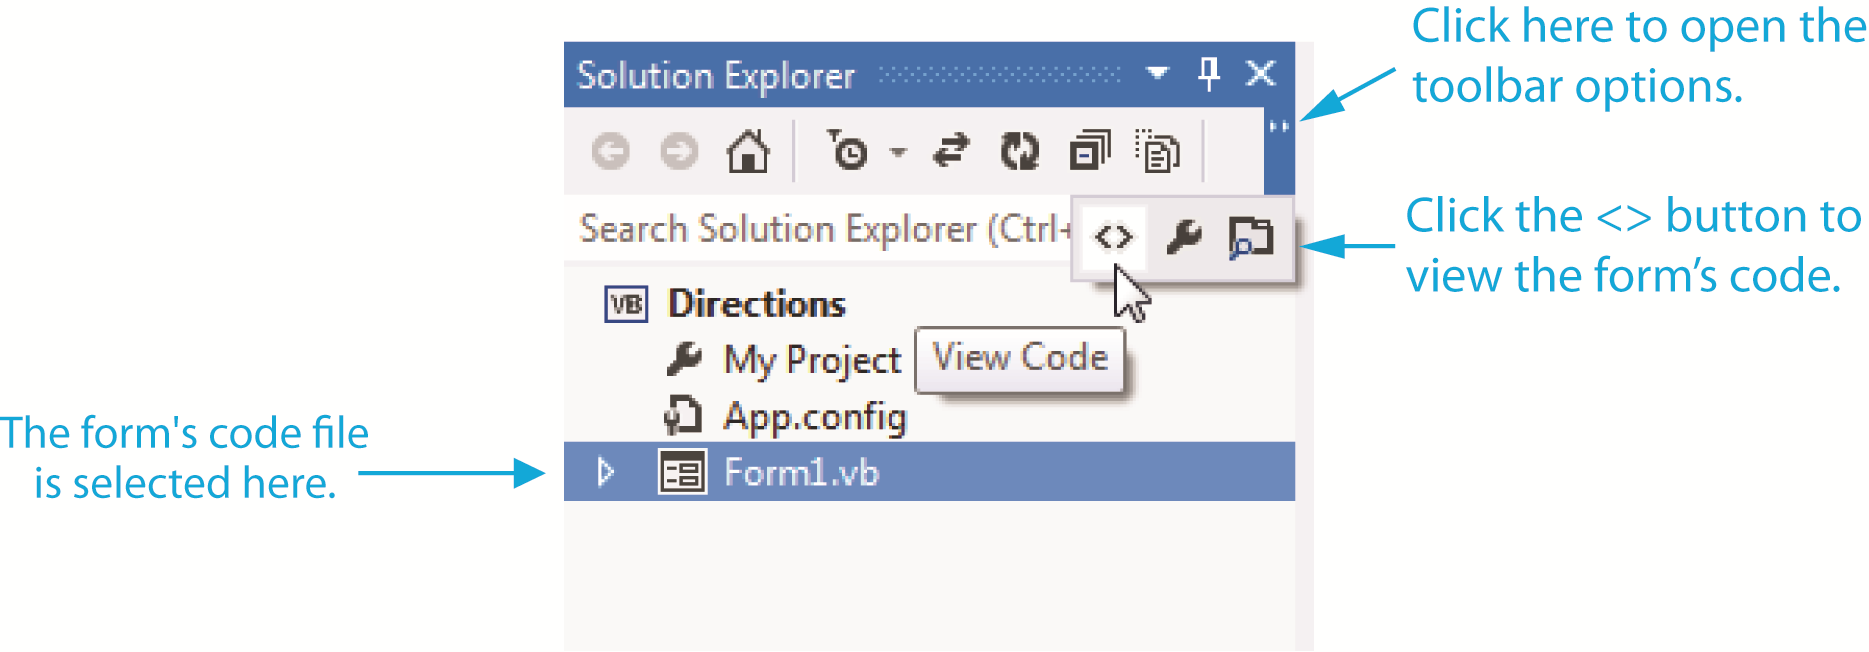 Click here to open the
toolbar options.
Solution Explorer
Search Solution Explorer (Ctrl+
Click the <> button to
view the form’s code.
VB Directions
My Project
View Code
App.config
The form's code file
is selected here.
Form1.vb